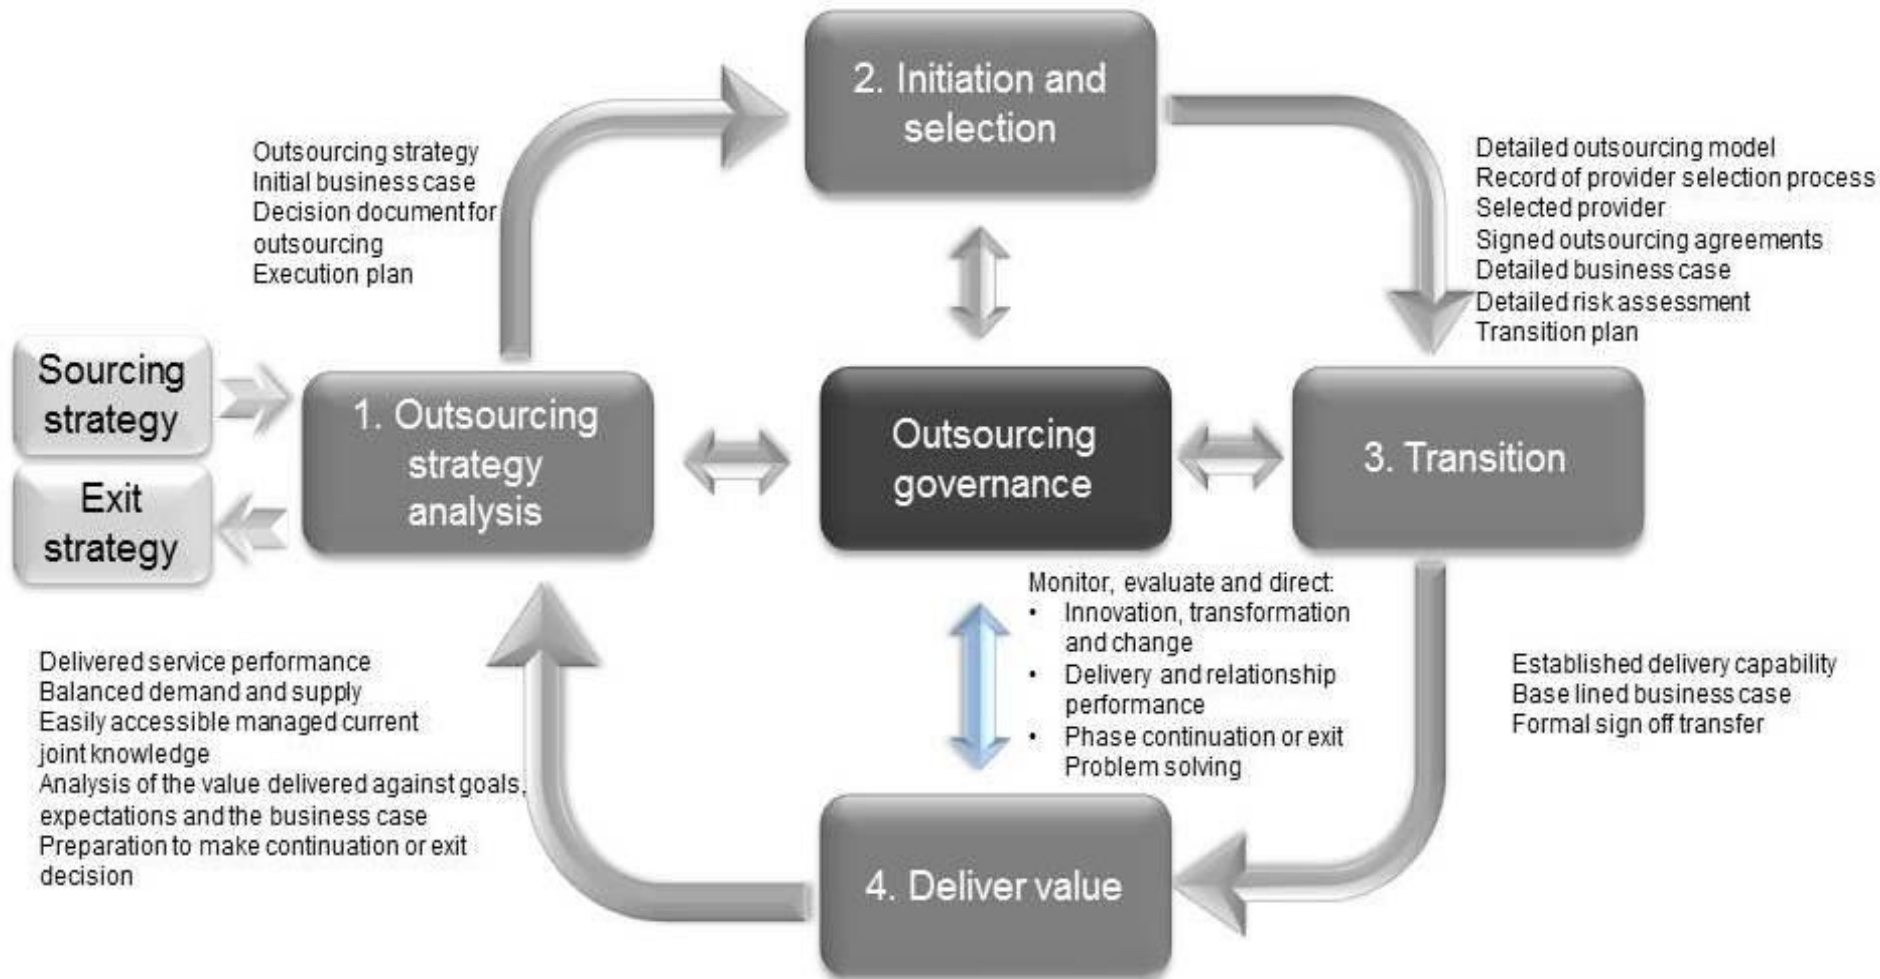 2. Initiation and
selection
Outsourcing strategy
Initial business case
Decision document for
outsourcing
Execution plan
Detailed outsourcing model
Record of provider selection process
Selected provider
Signed outsourcing agreements
Detailed business case
Detailed risk assessment
Transition plan
Sourcing
strategy
Exit
strategy
1. Outsourcing
strategy
analysis
Outsourcing
governance
3. Transition
Monitor, evaluate and direct:
• Innovation, transformation
and change
• Delivery and relationship
performance
• Phase continuation or exit
Problem solving
Delivered service performance
Balanced demand and supply
Easily accessible managed current
joint knowledge
Analysis of the value delivered against goals,
expectations and the business case
Preparation to make continuation or exit
decision
Established delivery capability
Base lined business case
Formal sign off transfer
4. Deliver value